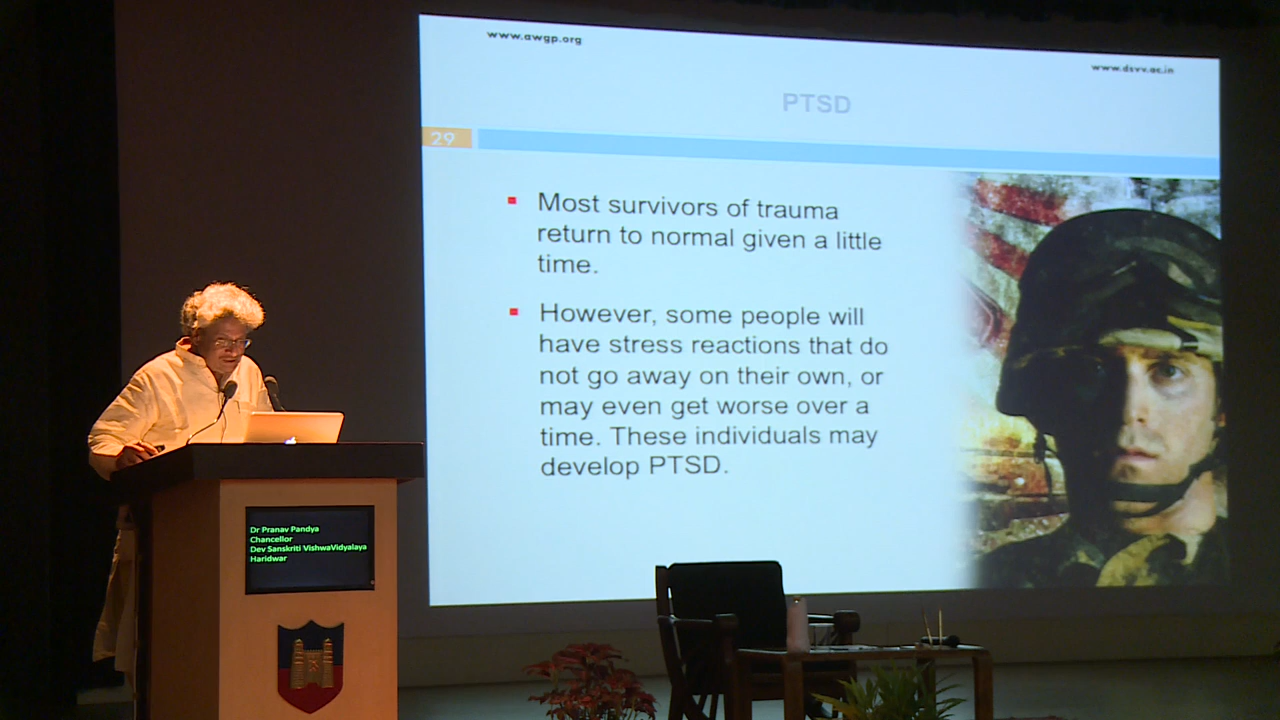 www.awgp.org
www.dsvv.ac.in
PTSD
29
Most survivors of trauma
return to normal given a little
time.
However, some people will
have stress reactions that do
not go away on their own, or
may even get worse over a
time. These individuals may
develop PTSD.
Dr Pranav Pandya
Chancellor
Dev Sanskriti VishwaVidyalaya
Haridwar